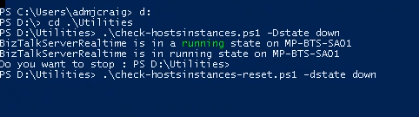 PS C:\Users\admjcraig> d:
PS D:\> cd .\Utilities
PS D:\Utilities> .\check-hostsinstances.ps1 -Dstate down
BizTalkServerRealtime is in a running state on MP-BTS-SA01
BizTalkServerRealtime is in running state on MP-BTS-SA01
Do you want to stop : PS D:\Utilities>
PS D:\Utilities> .\check-hostsinstances-reset.ps1 -dstate down